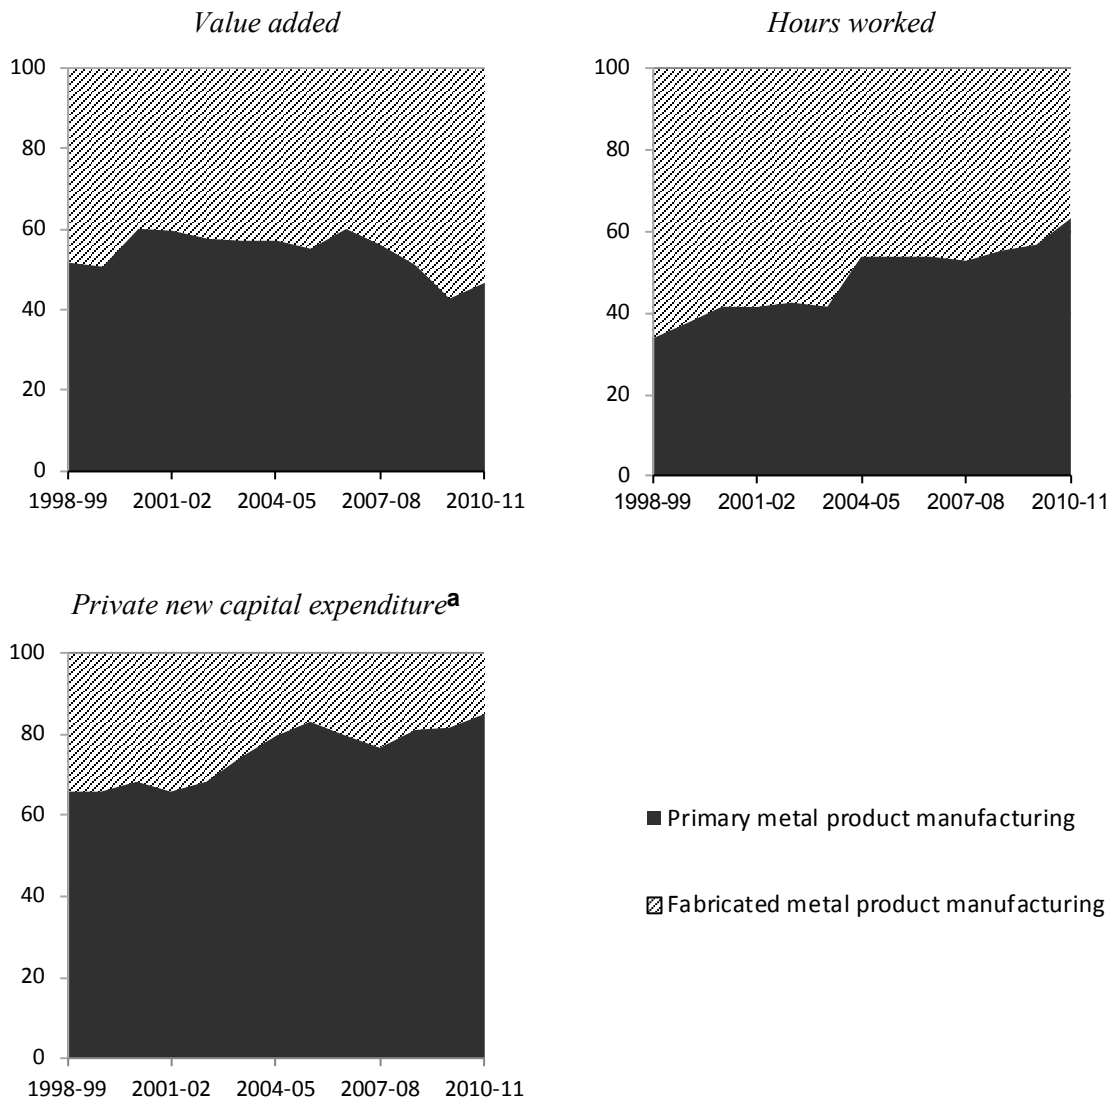 Value added
100
80
60
40
20
0
1998-99 2001-02 2004-05 2007-08 2010-11
Hours worked
100
80
60
40
20
0
1998-99 2001-02 2004-05 2007-08 2010-11
Private new capital expenditureᵃ
100
80
60
40
20
0
1998-99 2001-02 2004-05 2007-08 2010-11
Primary metal product manufacturing
Fabricated metal product manufacturing